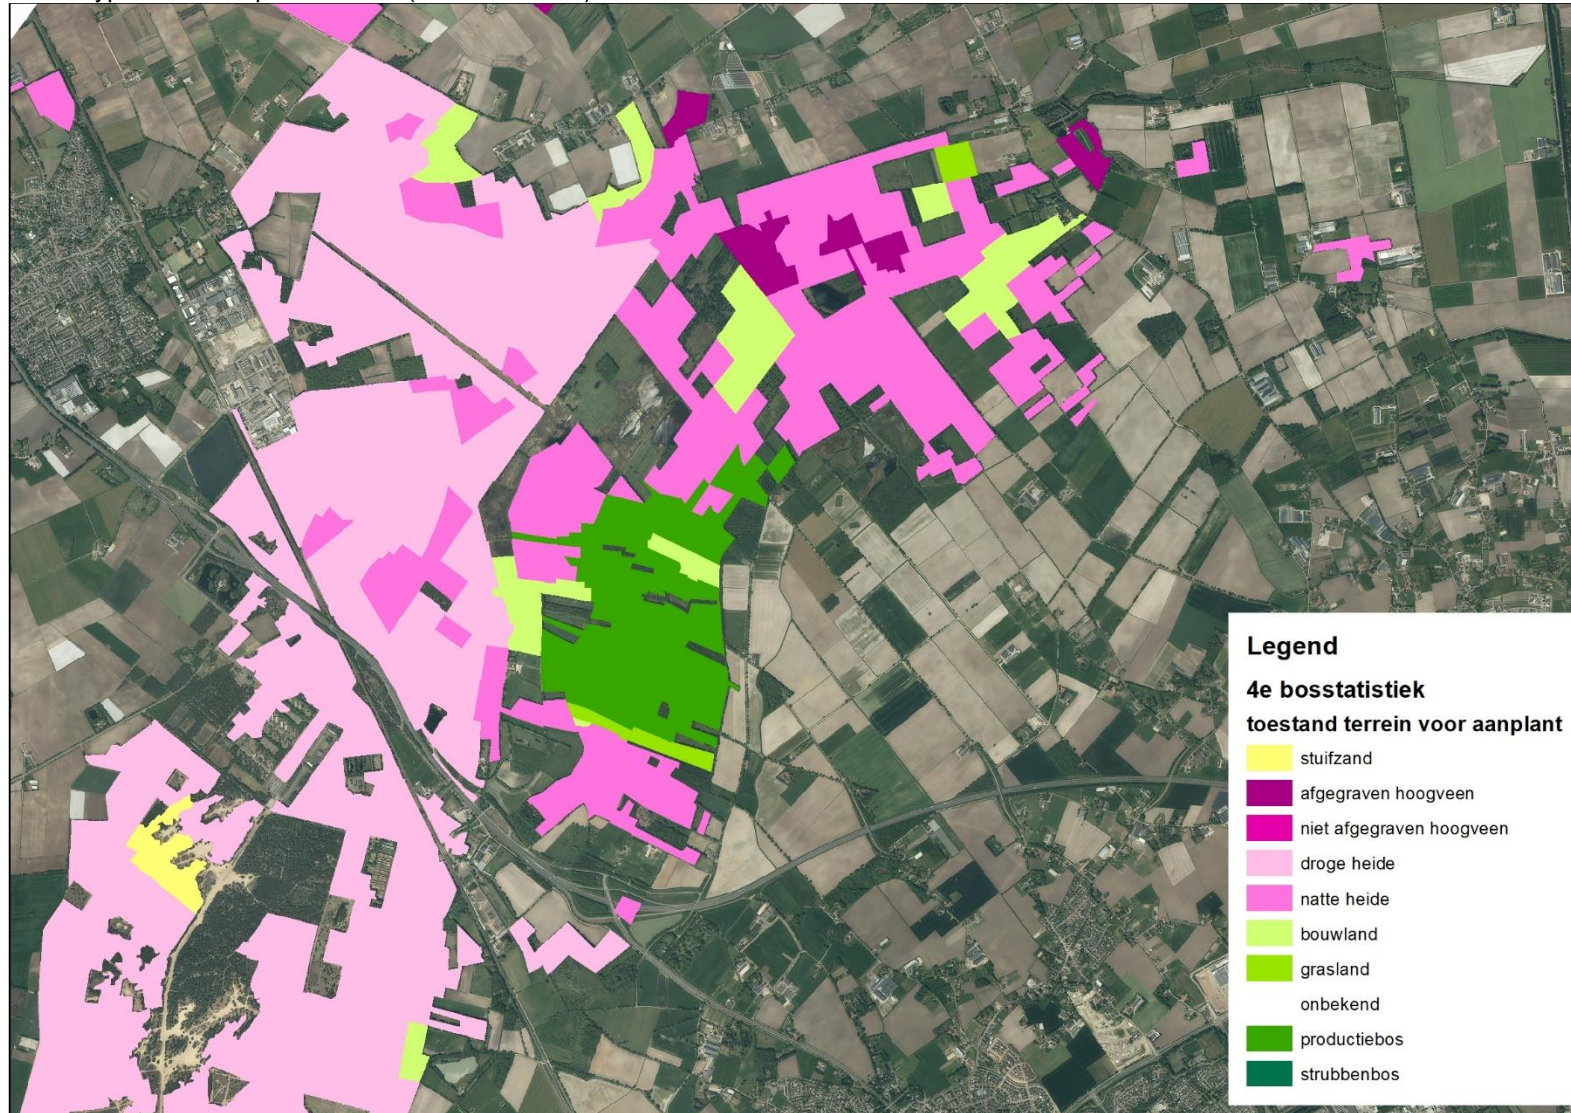 Legend
4e bosstatistiek
toestand terrein voor aanplant
stuifzand
afgegraven hoogveen
niet afgegraven hoogveen
droge heide
natte heide
bouwland
grasland
onbekend
productiebos
strubbenbos